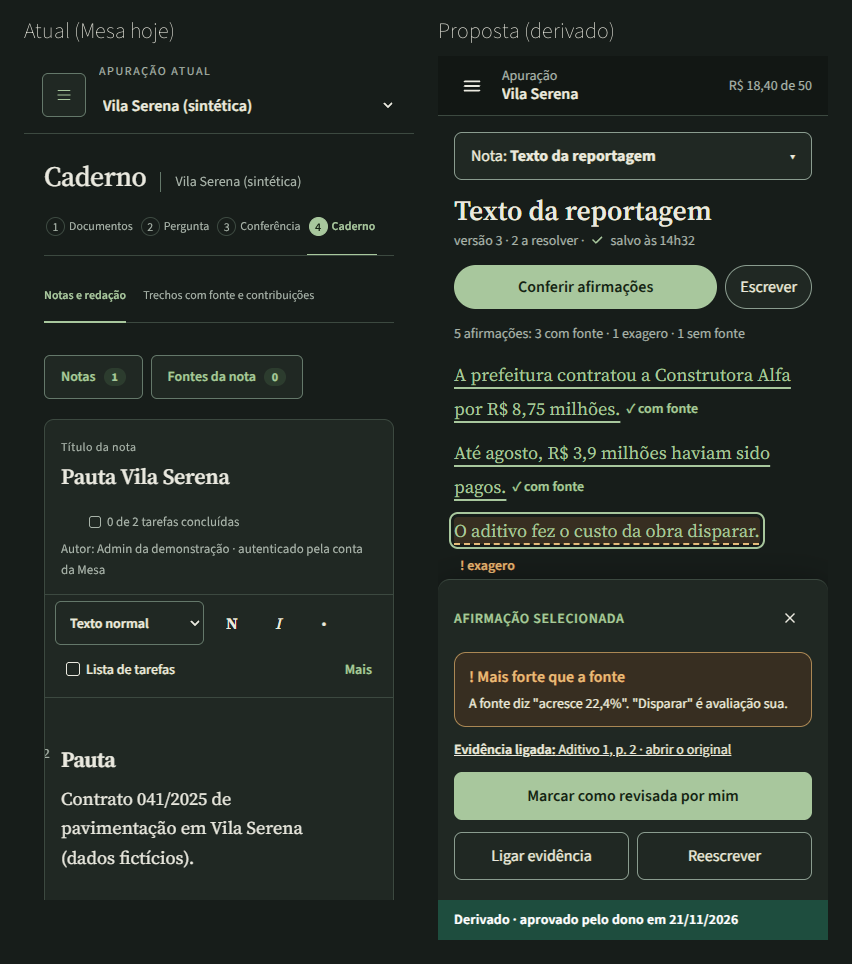 Atual (Mesa hoje)
APURAÇÃO ATUAL
Vila Serena (sintética)
Caderno
Vila Serena (sintética)
1 Documentos 2 Pergunta 3 Conferência 4 Caderno
Notas e redação Trechos com fonte e contribuições
Notas 1 Fontes da nota 0
Título da nota
Pauta Vila Serena
0 de 2 tarefas concluídas
Autor: Admin da demonstração · autenticado pela conta
da Mesa
Texto normal N I •
Lista de tarefas Mais
2
Pauta
Contrato 041/2025 de
pavimentação em Vila Serena
(dados fictícios).
Proposta (derivado)
Apuração
Vila Serena
R$ 18,40 de 50
Nota: Texto da reportagem
Texto da reportagem
versão 3 · 2 a resolver · ✓ salvo às 14h32
Conferir afirmações Escrever
5 afirmações: 3 com fonte · 1 exagero · 1 sem fonte
A prefeitura contratou a Construtora Alfa
por R$ 8,75 milhões. ✓ com fonte
Até agosto, R$ 3,9 milhões haviam sido
pagos. ✓ com fonte
O aditivo fez o custo da obra disparar.
! exagero
AFIRMAÇÃO SELECIONADA
! Mais forte que a fonte
A fonte diz "acresce 22,4%". "Disparar" é avaliação sua.
Evidência ligada: Aditivo 1, p. 2 · abrir o original
Marcar como revisada por mim
Ligar evidência Reescrever
Derivado · aprovado pelo dono em 21/11/2026